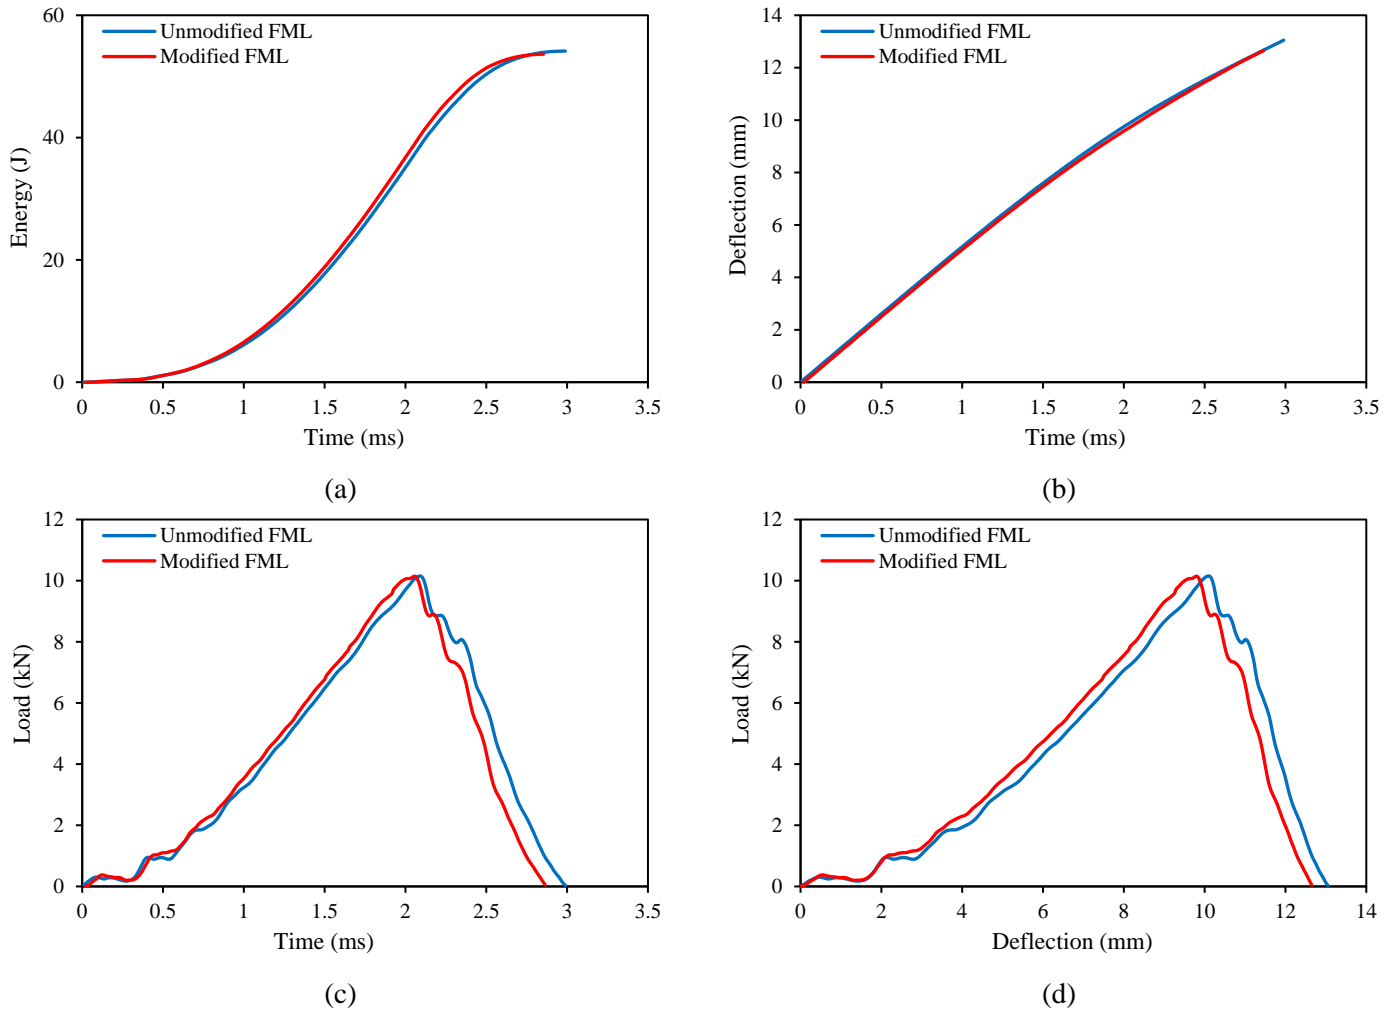 60
40
20
0
Energy (J)
Unmodified FML
Modified FML
0 0.5 1 1.5 2 2.5 3 3.5
Time (ms)
(a)
14
12
10
8
6
4
2
0
Deflection (mm)
Unmodified FML
Modified FML
0 0.5 1 1.5 2 2.5 3 3.5
Time (ms)
(b)
12
10
8
6
4
2
0
Load (kN)
Unmodified FML
Modified FML
0 0.5 1 1.5 2 2.5 3 3.5
Time (ms)
(c)
12
10
8
6
4
2
0
Load (kN)
Unmodified FML
Modified FML
0 2 4 6 8 10 12 14
Deflection (mm)
(d)